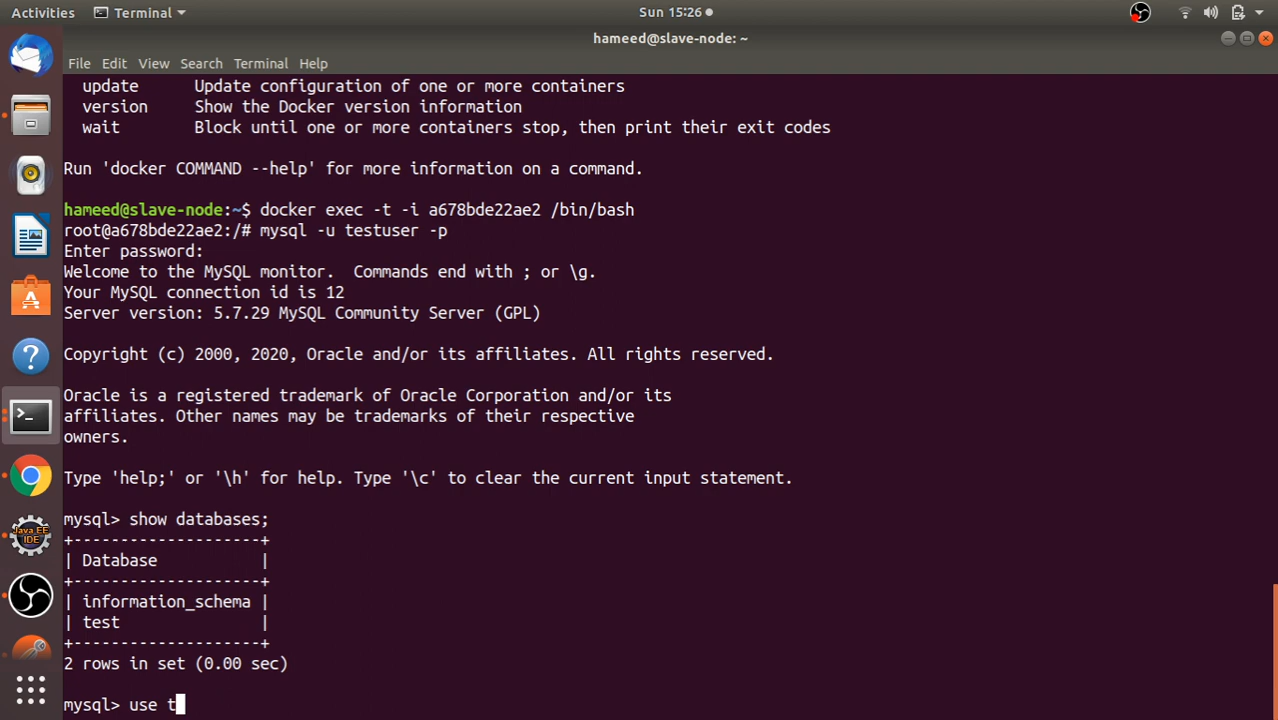 Activities Terminal Sun 15:26
hameed@slave-node: ~
File Edit View Search Terminal Help
update Update configuration of one or more containers
version Show the Docker version information
wait Block until one or more containers stop, then print their exit codes
Run 'docker COMMAND --help' for more information on a command.
hameed@slave-node:~$ docker exec -t -i a678bde22ae2 /bin/bash
root@a678bde22ae2:/# mysql -u testuser -p
Enter password:
Welcome to the MySQL monitor.  Commands end with ; or \g.
Your MySQL connection id is 12
Server version: 5.7.29 MySQL Community Server (GPL)
Copyright (c) 2000, 2020, Oracle and/or its affiliates. All rights reserved.
Oracle is a registered trademark of Oracle Corporation and/or its
affiliates. Other names may be trademarks of their respective
owners.
Type 'help;' or '\h' for help. Type '\c' to clear the current input statement.
mysql> show databases;
+--------------------+
| Database           |
+--------------------+
| information_schema |
| test               |
+--------------------+
2 rows in set (0.00 sec)
mysql> use t
Java EE
IDE